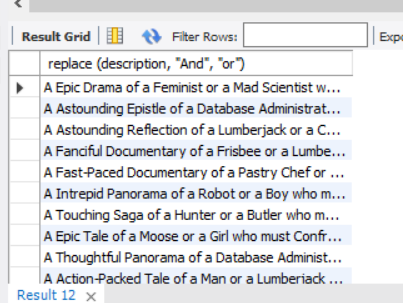 Result Grid Filter Rows: Expo
replace (description, "And", "or")
A Epic Drama of a Feminist or a Mad Scientist w...
A Astounding Epistle of a Database Administrat...
A Astounding Reflection of a Lumberjack or a C...
A Fanciful Documentary of a Frisbee or a Lumbe...
A Fast-Paced Documentary of a Pastry Chef or ...
A Intrepid Panorama of a Robot or a Boy who m...
A Touching Saga of a Hunter or a Butler who m...
A Epic Tale of a Moose or a Girl who must Confr...
A Thoughtful Panorama of a Database Administ...
A Action-Packed Tale of a Man or a Lumberjack ...
Result 12